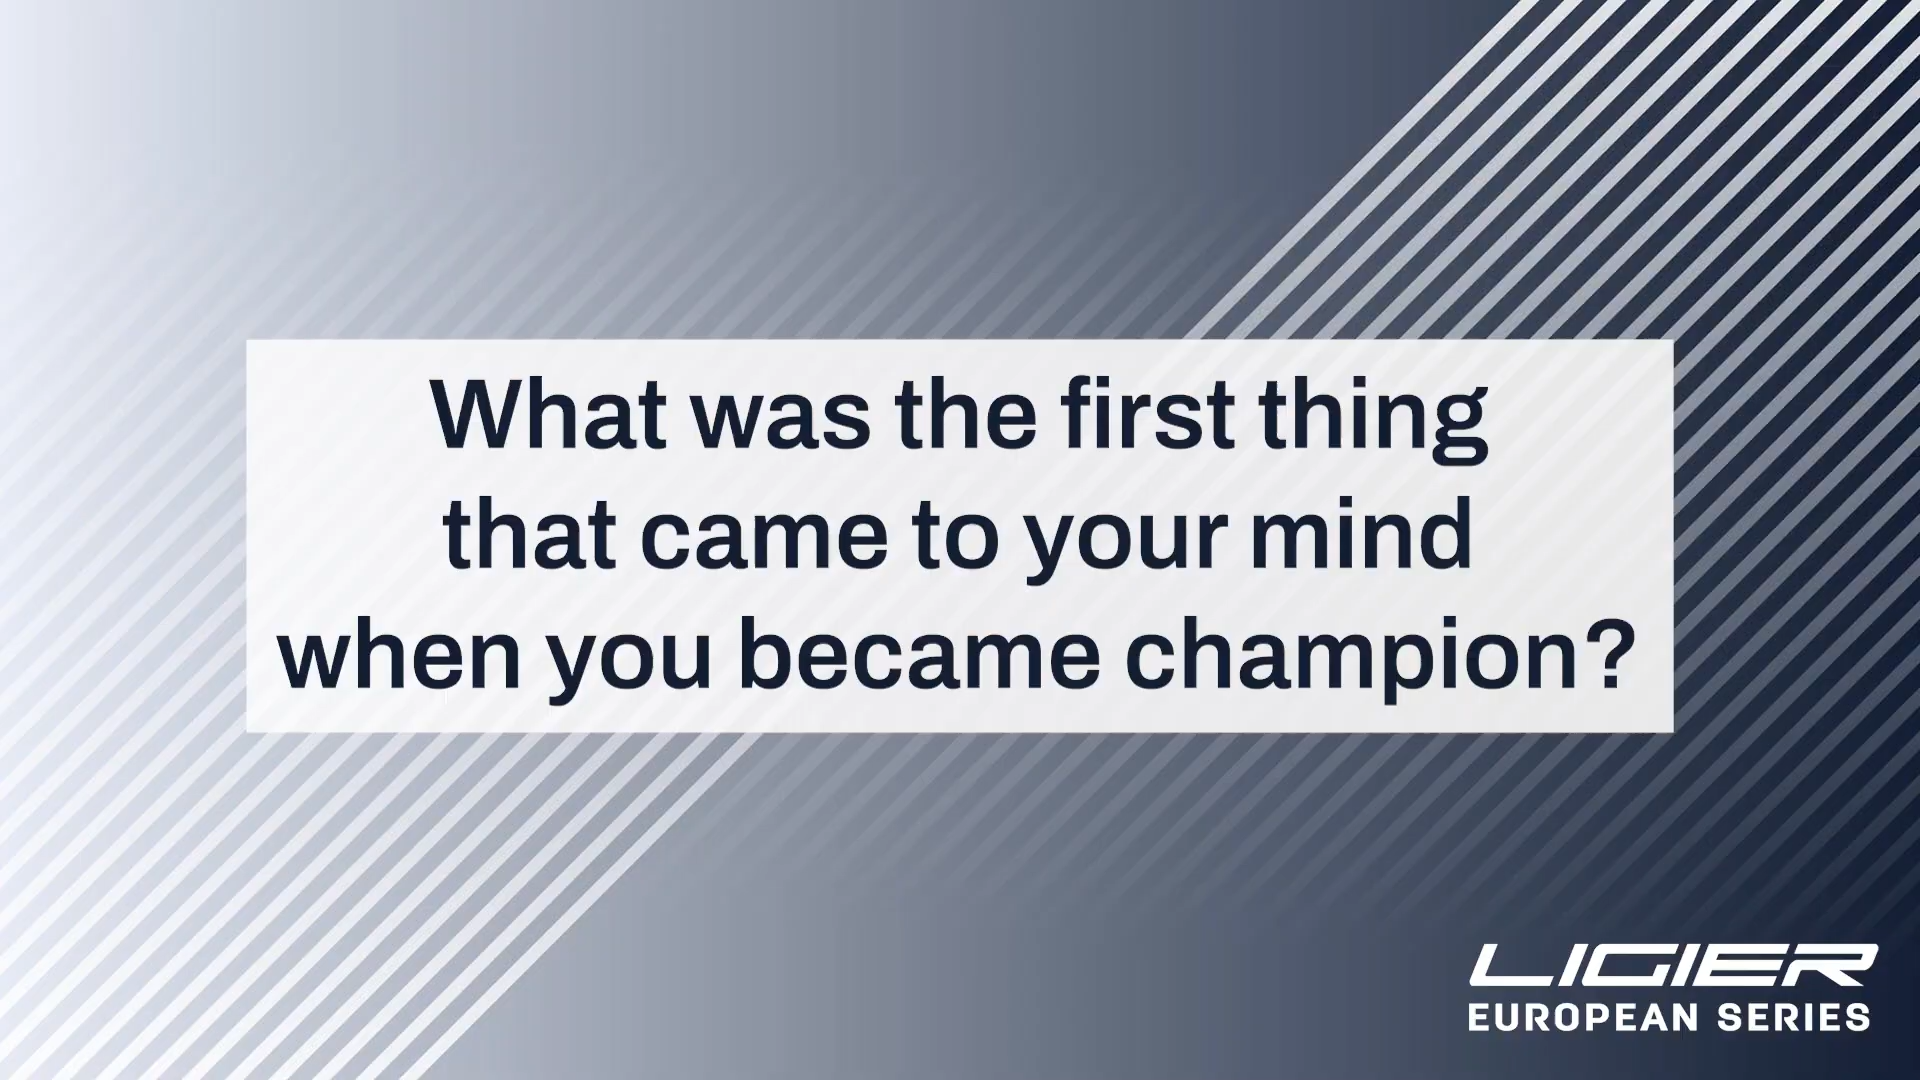 What was the first thing
that came to your mind
when you became champion?
LIGIER
EUROPEAN SERIES